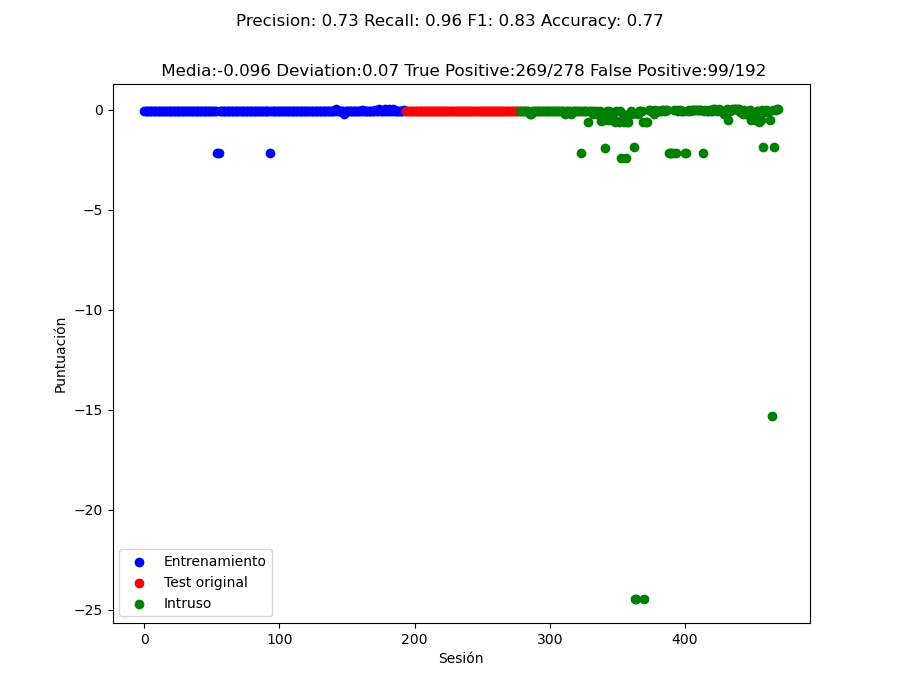 Precision: 0.73 Recall: 0.96 F1: 0.83 Accuracy: 0.77
Media:-0.096 Deviation:0.07 True Positive:269/278 False Positive:99/192
0
−5
−10
−15
−20
−25
Puntuación
Entrenamiento
Test original
Intruso
0 100 200 300 400
Sesión